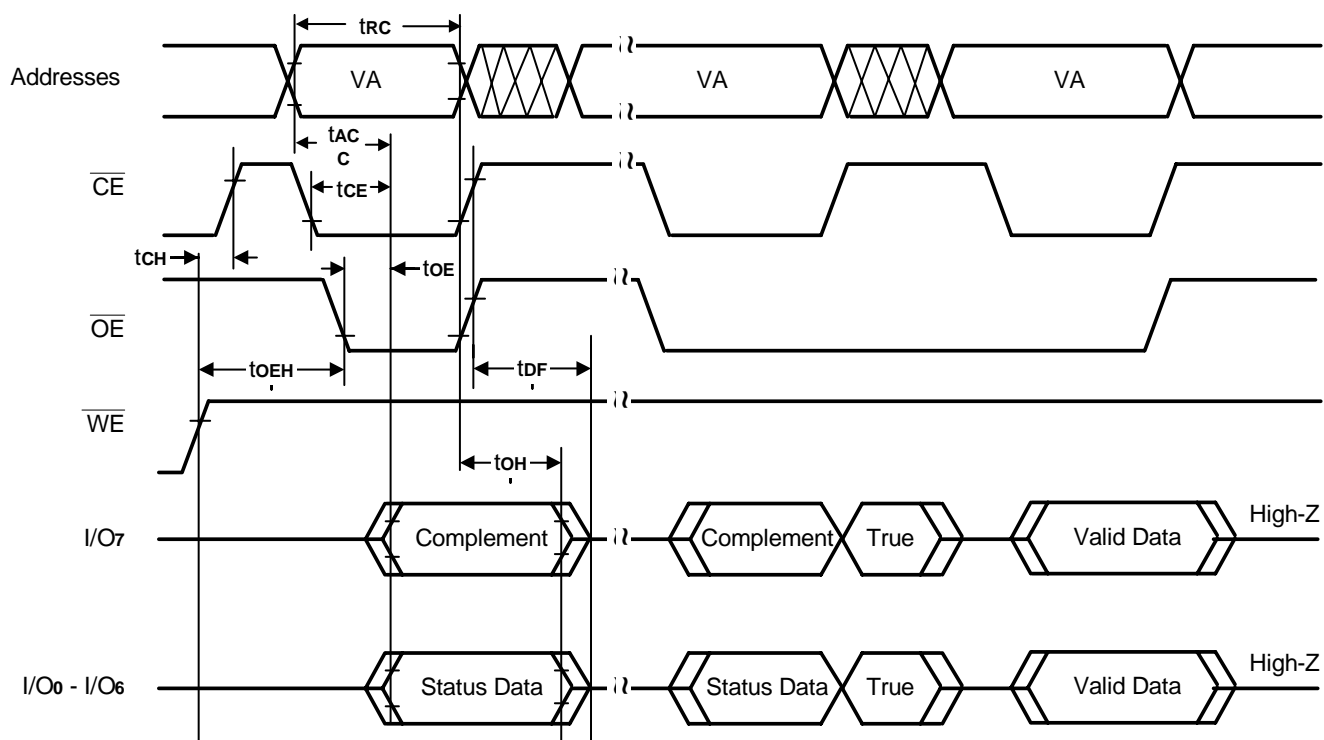 tRC
Addresses VA VA VA
tAC
C
CE
tCE
tCH
tOE
OE
tOEH
tDF
WE
tOH
I/O7 Complement Complement True Valid Data High-Z
I/O0 - I/O6 Status Data Status Data True Valid Data High-Z